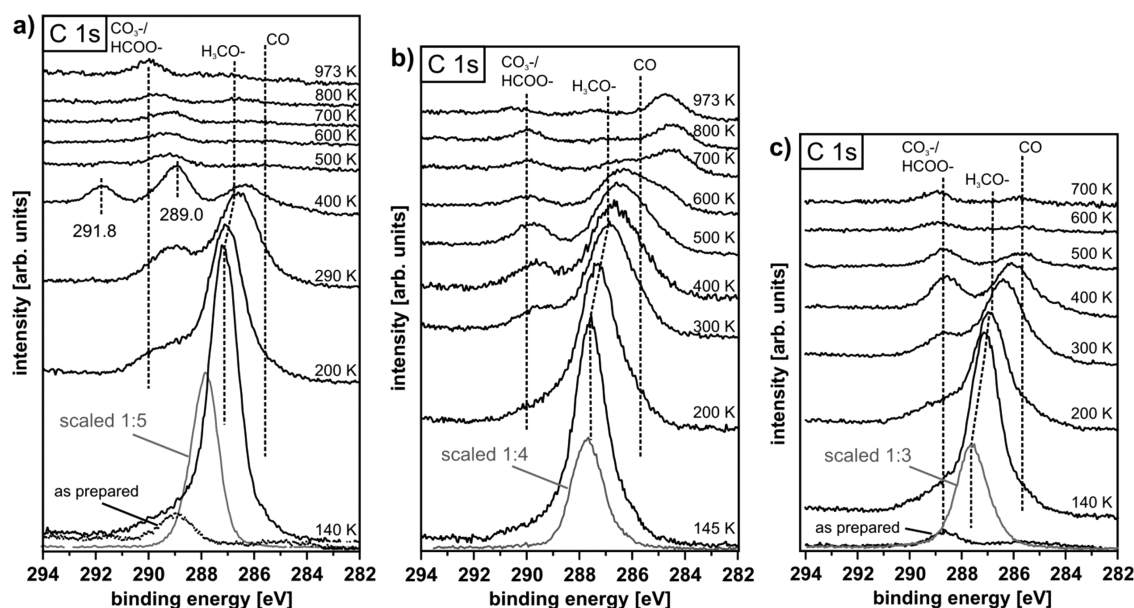 a)
C 1s
CO3-/
HCOO-
H3CO-
CO
973 K
800 K
700 K
600 K
500 K
400 K
291.8
289.0
290 K
200 K
scaled 1:5
as prepared
140 K
intensity [arb. units]
294 292 290 288 286 284 282
binding energy [eV]
b)
C 1s
CO3-/
HCOO-
H3CO-
CO
973 K
800 K
700 K
600 K
500 K
400 K
300 K
200 K
scaled 1:4
145 K
intensity [arb. units]
294 292 290 288 286 284 282
binding energy [eV]
c)
C 1s
CO3-/
HCOO-
H3CO-
CO
700 K
600 K
500 K
400 K
300 K
200 K
scaled 1:3
140 K
as prepared
intensity [arb. units]
294 292 290 288 286 284 282
binding energy [eV]